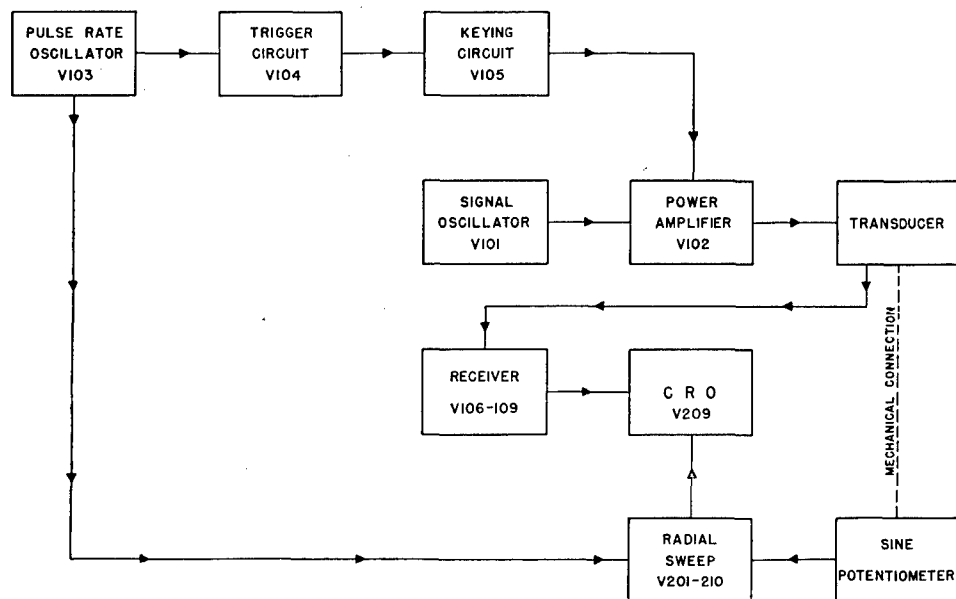 PULSE RATE
OSCILLATOR
V103
TRIGGER
CIRCUIT
V104
KEYING
CIRCUIT
V105
SIGNAL
OSCILLATOR
V101
POWER
AMPLIFIER
V102
TRANSDUCER
RECEIVER
V106-109
C R O
V209
MECHANICAL CONNECTION
RADIAL
SWEEP
V201-210
SINE
POTENTIOMETER